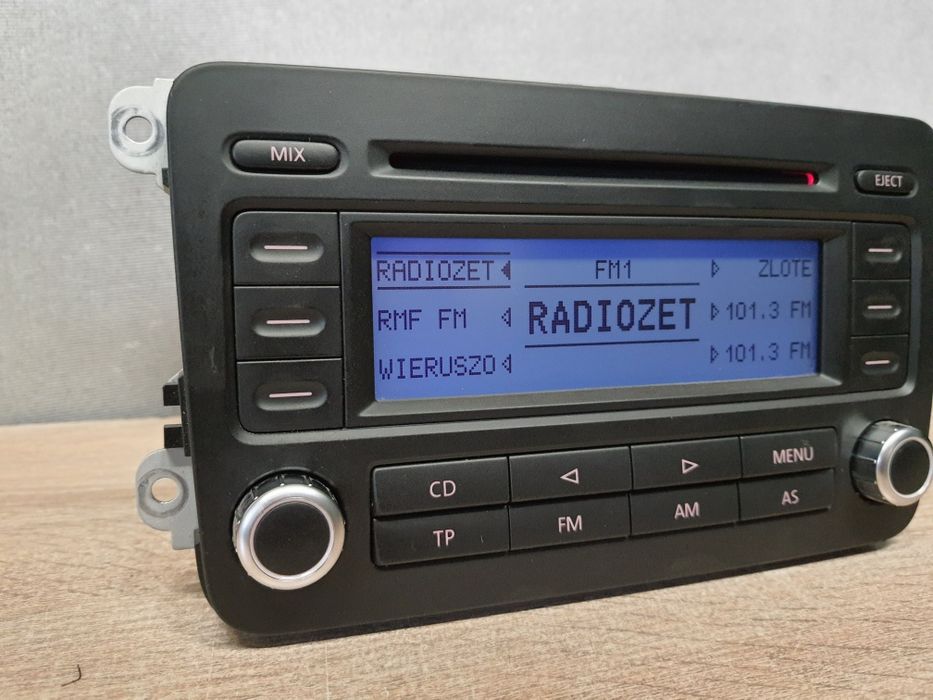 MIX
EJECT
RADIOZET FM1 ZLOTE
RMF FM RADIOZET 101.3 FM
WIERUSZO 101.3 FM
CD MENU
TP FM AM AS